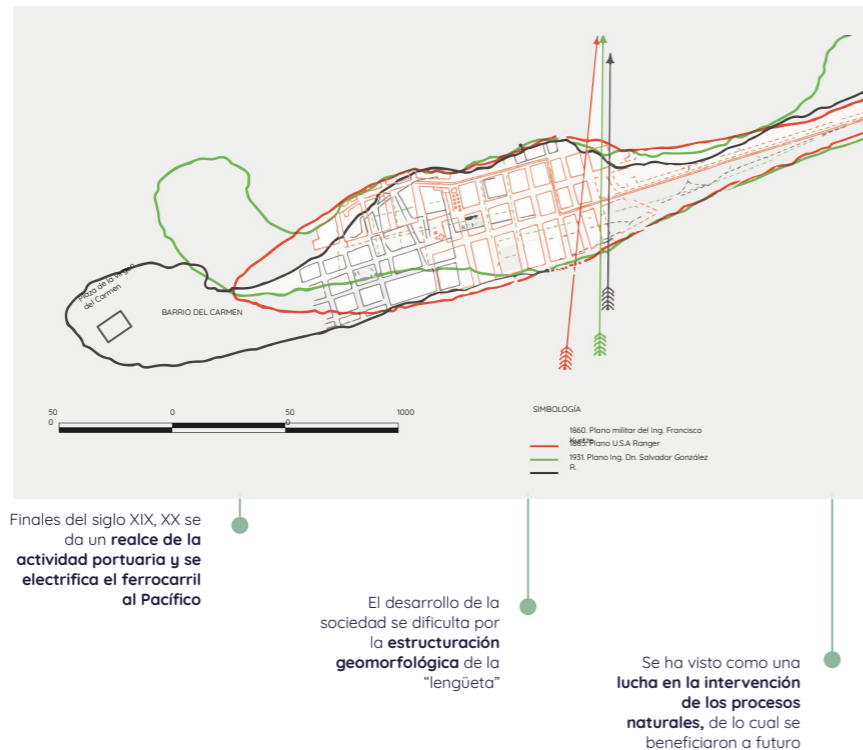 Plaza de la Virgen
del Carmen
BARRIO DEL CARMEN
50
0
0
50
0
1000
SIMBOLOGÍA
1860. Plano militar del Ing. Francisco
Kurtze
1885. Plano U.S.A Ranger
1931. Plano Ing. Dn. Salvador González
R.
Finales del siglo XIX, XX se
da un realce de la
actividad portuaria y se
electrifica el ferrocarril
al Pacífico
El desarrollo de la
sociedad se dificulta por
la estructuración
geomorfológica de la
“lengüeta”
Se ha visto como una
lucha en la intervención
de los procesos
naturales, de lo cual se
beneficiaron a futuro